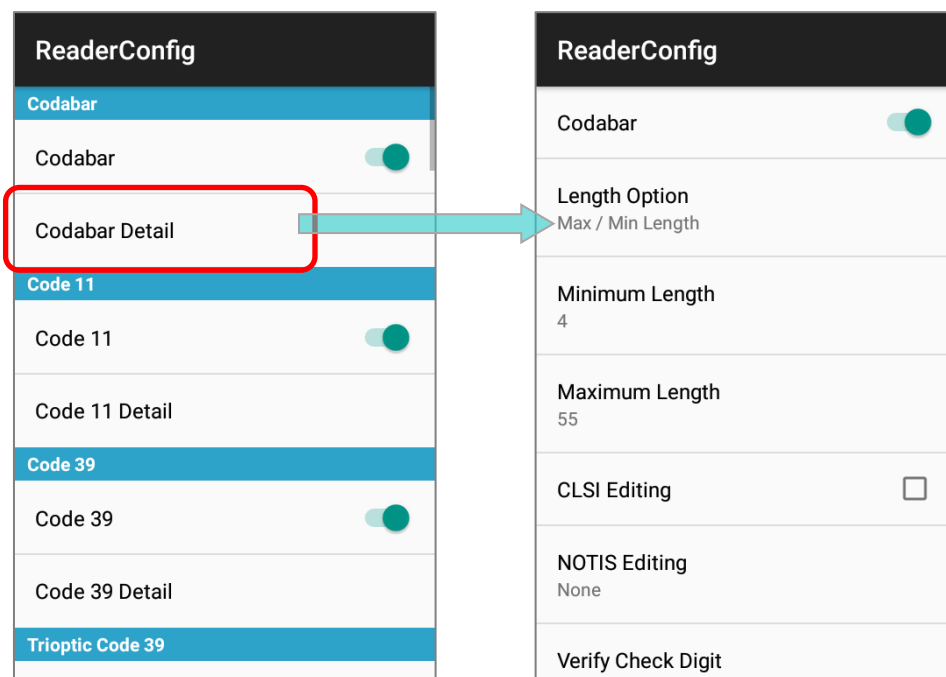 ReaderConfig
Codabar
Codabar
Codabar Detail
Code 11
Code 11
Code 11 Detail
Code 39
Code 39
Code 39 Detail
Trioptic Code 39
ReaderConfig
Codabar
Length Option
Max / Min Length
Minimum Length
4
Maximum Length
55
CLSI Editing
NOTIS Editing
None
Verify Check Digit